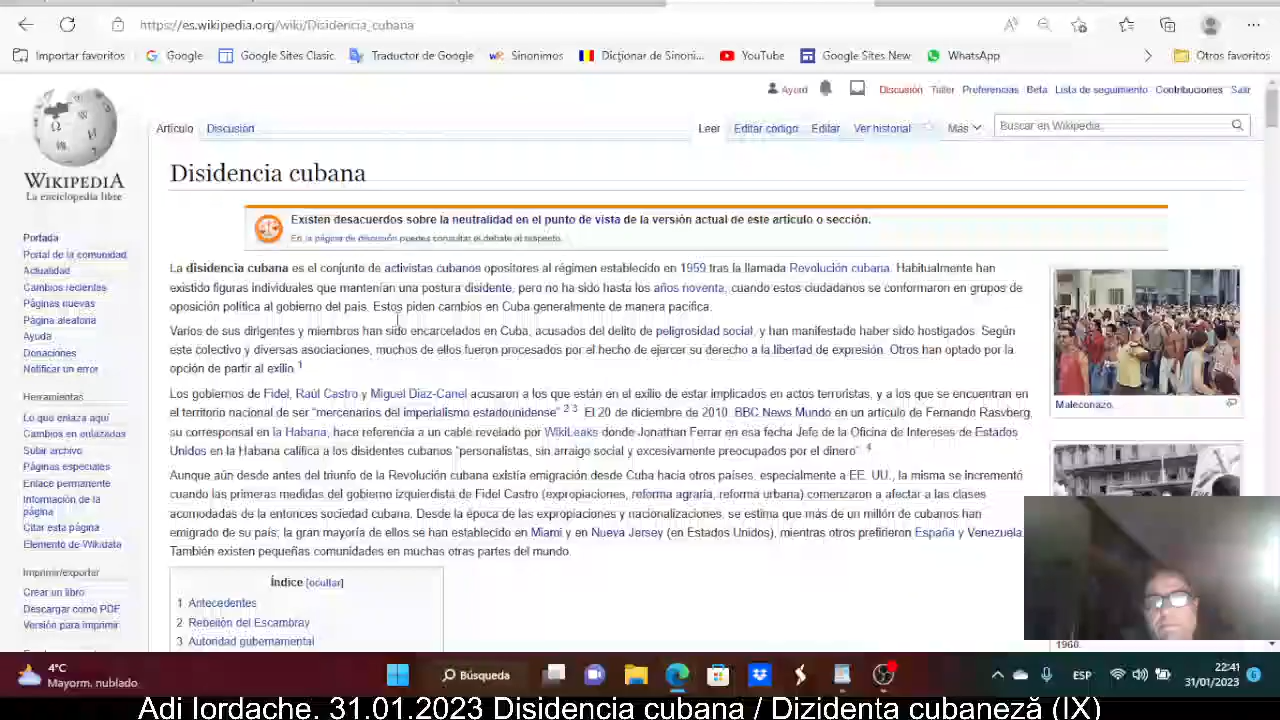 https://es.wikipedia.org/wiki/Disidencia_cubana
Importar favoritos Google Google Sites Clasic. Traductor de Google Sinonimos Dicționar de Sinoni... YouTube Google Sites New WhatsApp Otros favoritos
Ayurd Discusión Taller Preferencias Beta Lista de seguimiento Contribuciones Salir
Artículo Discusión Leer Editar código Editar Ver historial Más Buscar en Wikipedia
WIKIPEDIA
La enciclopedia libre
Disidencia cubana
Existen desacuerdos sobre la neutralidad en el punto de vista de la versión actual de este artículo o sección.
En la página de discusión puedes consultar el debate al respecto.
Portada
Portal de la comunidad
Actualidad
Cambios recientes
Páginas nuevas
Página aleatoria
Ayuda
Donaciones
Notificar un error
Herramientas
Lo que enlaza aquí
Cambios en enlazadas
Subir archivo
Páginas especiales
Enlace permanente
Información de la
página
Citar esta página
Elemento de Wikidata
Imprimir/exportar
Crear un libro
Descargar como PDF
Versión para imprimir
La disidencia cubana es el conjunto de activistas cubanos opositores al régimen establecido en 1959 tras la llamada Revolución cubana. Habitualmente han
existido figuras individuales que mantenían una postura disidente, pero no ha sido hasta los años noventa, cuando estos ciudadanos se conformaron en grupos de
oposición política al gobierno del país. Estos piden cambios en Cuba generalmente de manera pacífica.
Varios de sus dirigentes y miembros han sido encarcelados en Cuba, acusados del delito de peligrosidad social, y han manifestado haber sido hostigados. Según
este colectivo y diversas asociaciones, muchos de ellos fueron procesados por el hecho de ejercer su derecho a la libertad de expresión. Otros han optado por la
opción de partir al exilio.1
Los gobiernos de Fidel, Raúl Castro y Miguel Díaz-Canel acusaron a los que están en el exilio de estar implicados en actos terroristas, y a los que se encuentran en
el territorio nacional de ser "mercenarios del imperialismo estadounidense".2 3 El 20 de diciembre de 2010, BBC News Mundo en un artículo de Fernando Rasvberg,
su corresponsal en la Habana, hace referencia a un cable revelado por WikiLeaks donde Jonathan Ferrar en esa fecha Jefe de la Oficina de Intereses de Estados
Unidos en la Habana califica a los disidentes cubanos "personalistas, sin arraigo social y excesivamente preocupados por el dinero" 4
Aunque aún desde antes del triunfo de la Revolución cubana existía emigración desde Cuba hacia otros países, especialmente a EE. UU., la misma se incrementó
cuando las primeras medidas del gobierno izquierdista de Fidel Castro (expropiaciones, reforma agraria, reforma urbana) comenzaron a afectar a las clases
acomodadas de la entonces sociedad cubana. Desde la época de las expropiaciones y nacionalizaciones, se estima que más de un millón de cubanos han
emigrado de su país; la gran mayoría de ellos se han establecido en Miami y en Nueva Jersey (en Estados Unidos), mientras otros prefirieron España y Venezuela.
También existen pequeñas comunidades en muchas otras partes del mundo.
Maleconazo.
1960.
Índice [ocultar]
1 Antecedentes
2 Rebelión del Escambray
3 Autoridad gubernamental
4°C
Mayorm. nublado
Búsqueda
ESP
22:41
31/01/2023
Adi Iordache. 31.01.2023 Disidencia cubana / Dizidenta cubaneză (IX)